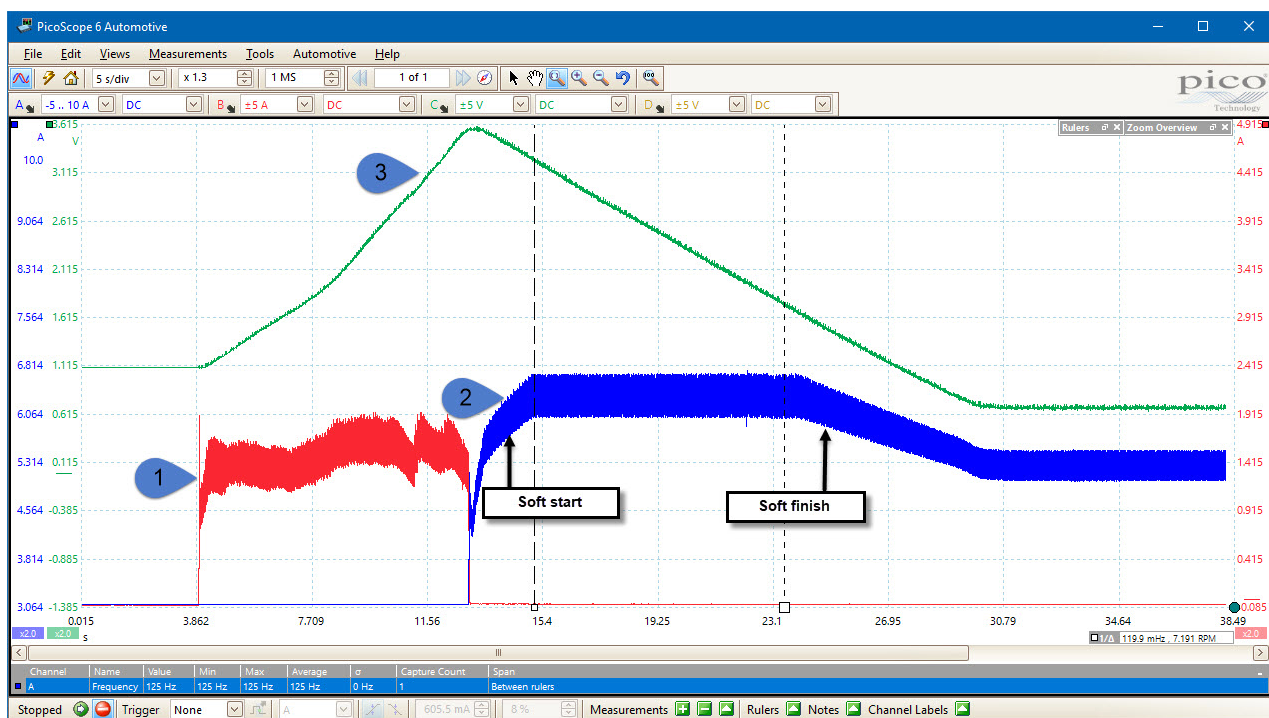 PicoScope 6 Automotive
File Edit Views Measurements Tools Automotive Help
5 s/div x 1.3 1 MS 1 of 1
pico
Technology
A -5 .. 10 A DC B ±5 A DC C ±5 V DC D ±5 V DC
Rulers Zoom Overview
3.615 4.915
A V A
10.0 3.115 4.415
3
9.064 2.615 3.915
8.314 2.115 3.415
7.564 1.615 2.915
6.814 1.115 2.415
2
6.064 0.615 1.915
5.314 0.115 1.415
1
Soft start Soft finish
4.564 -0.385 0.915
3.814 -0.885 0.415
3.064 -1.385 0.085
0.015 3.862 7.709 11.56 15.4 19.25 23.1 26.95 30.79 34.64 38.49
x2.0 x2.0 s 1/Δ 119.9 mHz , 7.191 RPM x2.0
Channel Name Value Min Max Average σ Capture Count Span
A Frequency 125 Hz 125 Hz 125 Hz 125 Hz 0 Hz 1 Between rulers
Stopped Trigger None A 605.5 mA 8 % Measurements Rulers Notes Channel Labels